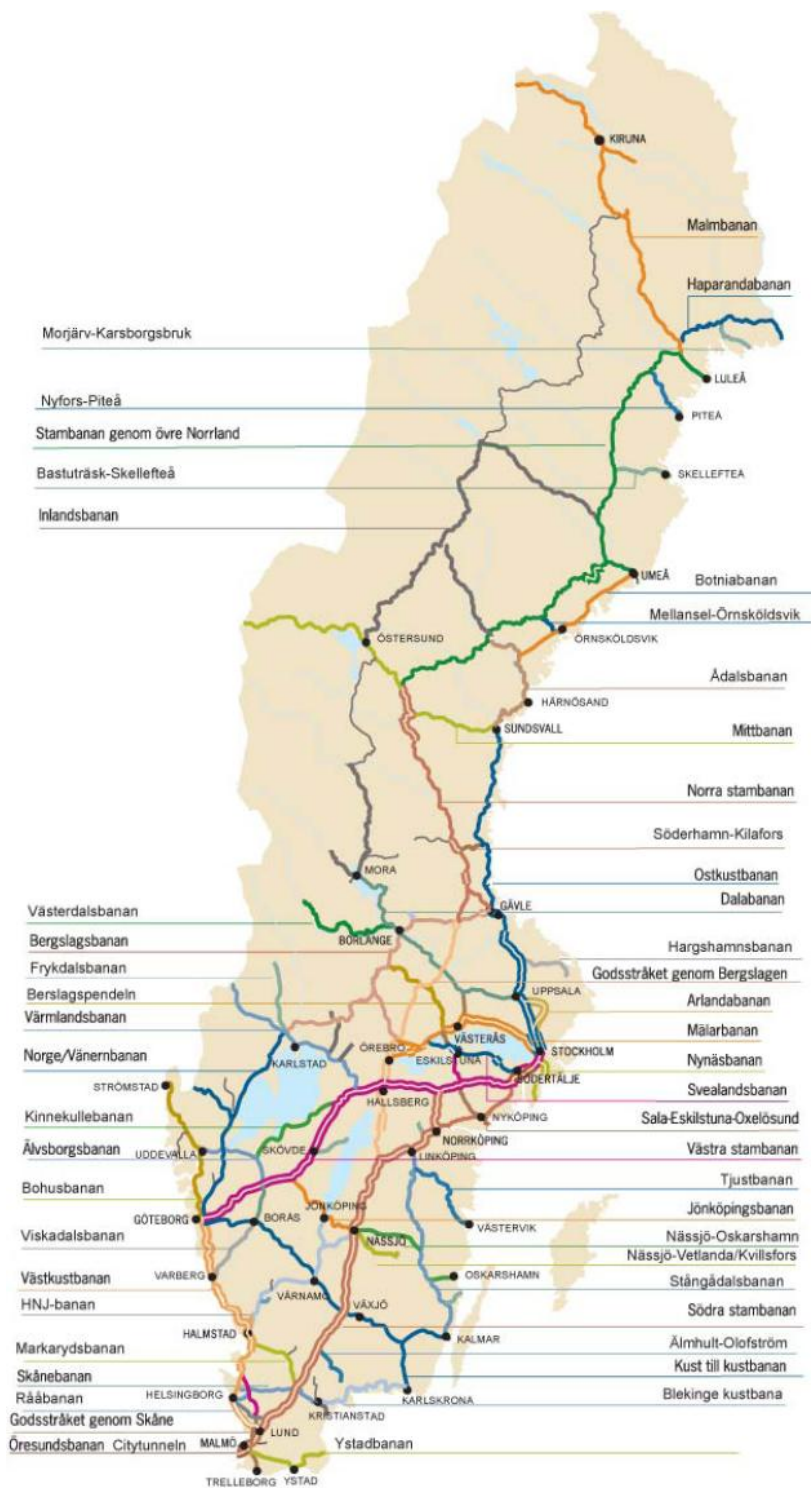 KIRUNA
Malmbanan
Haparandabanan
Morjärv-Karsborgsbruk
LULEÅ
Nyfors-Piteå
PITEÅ
Stambanan genom övre Norrland
Bastuträsk-Skellefteå
SKELLEFTEA
Inlandsbanan
UMEÅ
Botniabanan
Mellansel-Örnsköldsvik
ÖSTERSUND
ÖRNSKÖLDSVIK
Ådalsbanan
HÄRNÖSAND
SUNDSVALL
Mittbanan
Norra stambanan
Söderhamn-Kilafors
MORA
Ostkustbanan
Dalabanan
Västerdalsbanan
GÄVLE
BORLÄNGE
Bergslagsbanan
Hargshamnsbanan
Frykdalsbanan
Godsstråket genom Bergslagen
Berslagspendeln
UPPSALA
Arlandabanan
Värmlandsbanan
VÄSTERÅS
Mälarbanan
KARLSTAD
ÖREBRO
ESKILSTUNA
STOCKHOLM
Norge/Vänernbanan
SÖDERTÄLJE
Nynäsbanan
STRÖMSTAD
HALLSBERG
Svealandsbanan
Kinnekullebanan
NYKÖPING
Sala-Eskilstuna-Oxelösund
NORRKÖPING
Älvsborgsbanan
UDDEVALLA
SKÖVDE
LINKÖPING
Västra stambanan
Tjustbanan
Bohusbanan
GÖTEBORG
JÖNKÖPING
BORÅS
VÄSTERVIK
Jönköpingsbanan
Viskadalsbanan
NÄSSJÖ
Nässjö-Oskarshamn
Nässjö-Vetlanda/Kvillsfors
Västkustbanan
VARBERG
OSKARSHAMN
Stångådalsbanan
HNJ-banan
VÄRNAMO
VÄXJÖ
Södra stambanan
HALMSTAD
KALMAR
Markarydsbanan
Älmhult-Olofström
Skånebanan
Kust till kustbanan
Rååbanan
HELSINGBORG
KARLSKRONA
Blekinge kustbana
KRISTIANSTAD
Godsstråket genom Skåne
LUND
Öresundsbanan Citytunneln
MALMÖ
Ystadbanan
TRELLEBORG
YSTAD